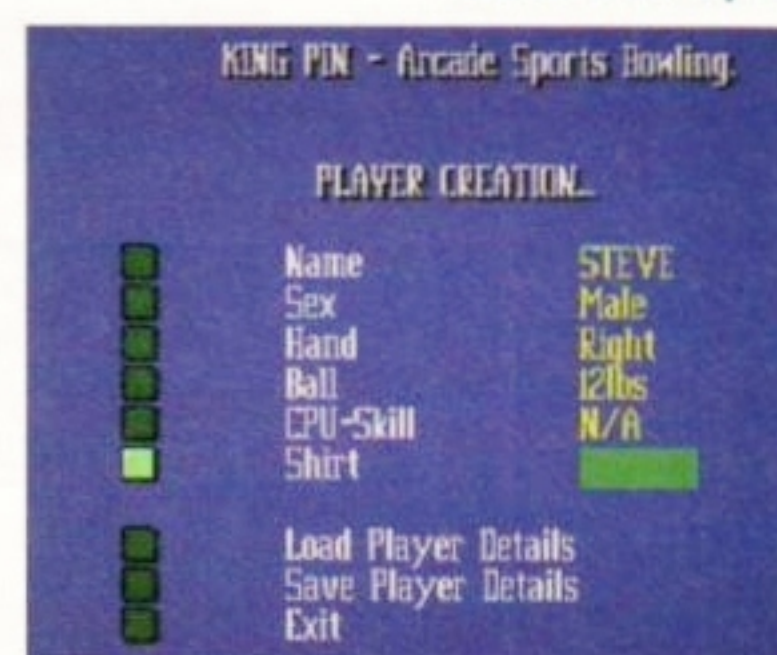 KING PIN - Arcade Sports Bowling.
PLAYER CREATION...
Name STEVE
Sex Male
Hand Right
Ball 12lbs
CPU-Skill N/A
Shirt
Load Player Details
Save Player Details
Exit